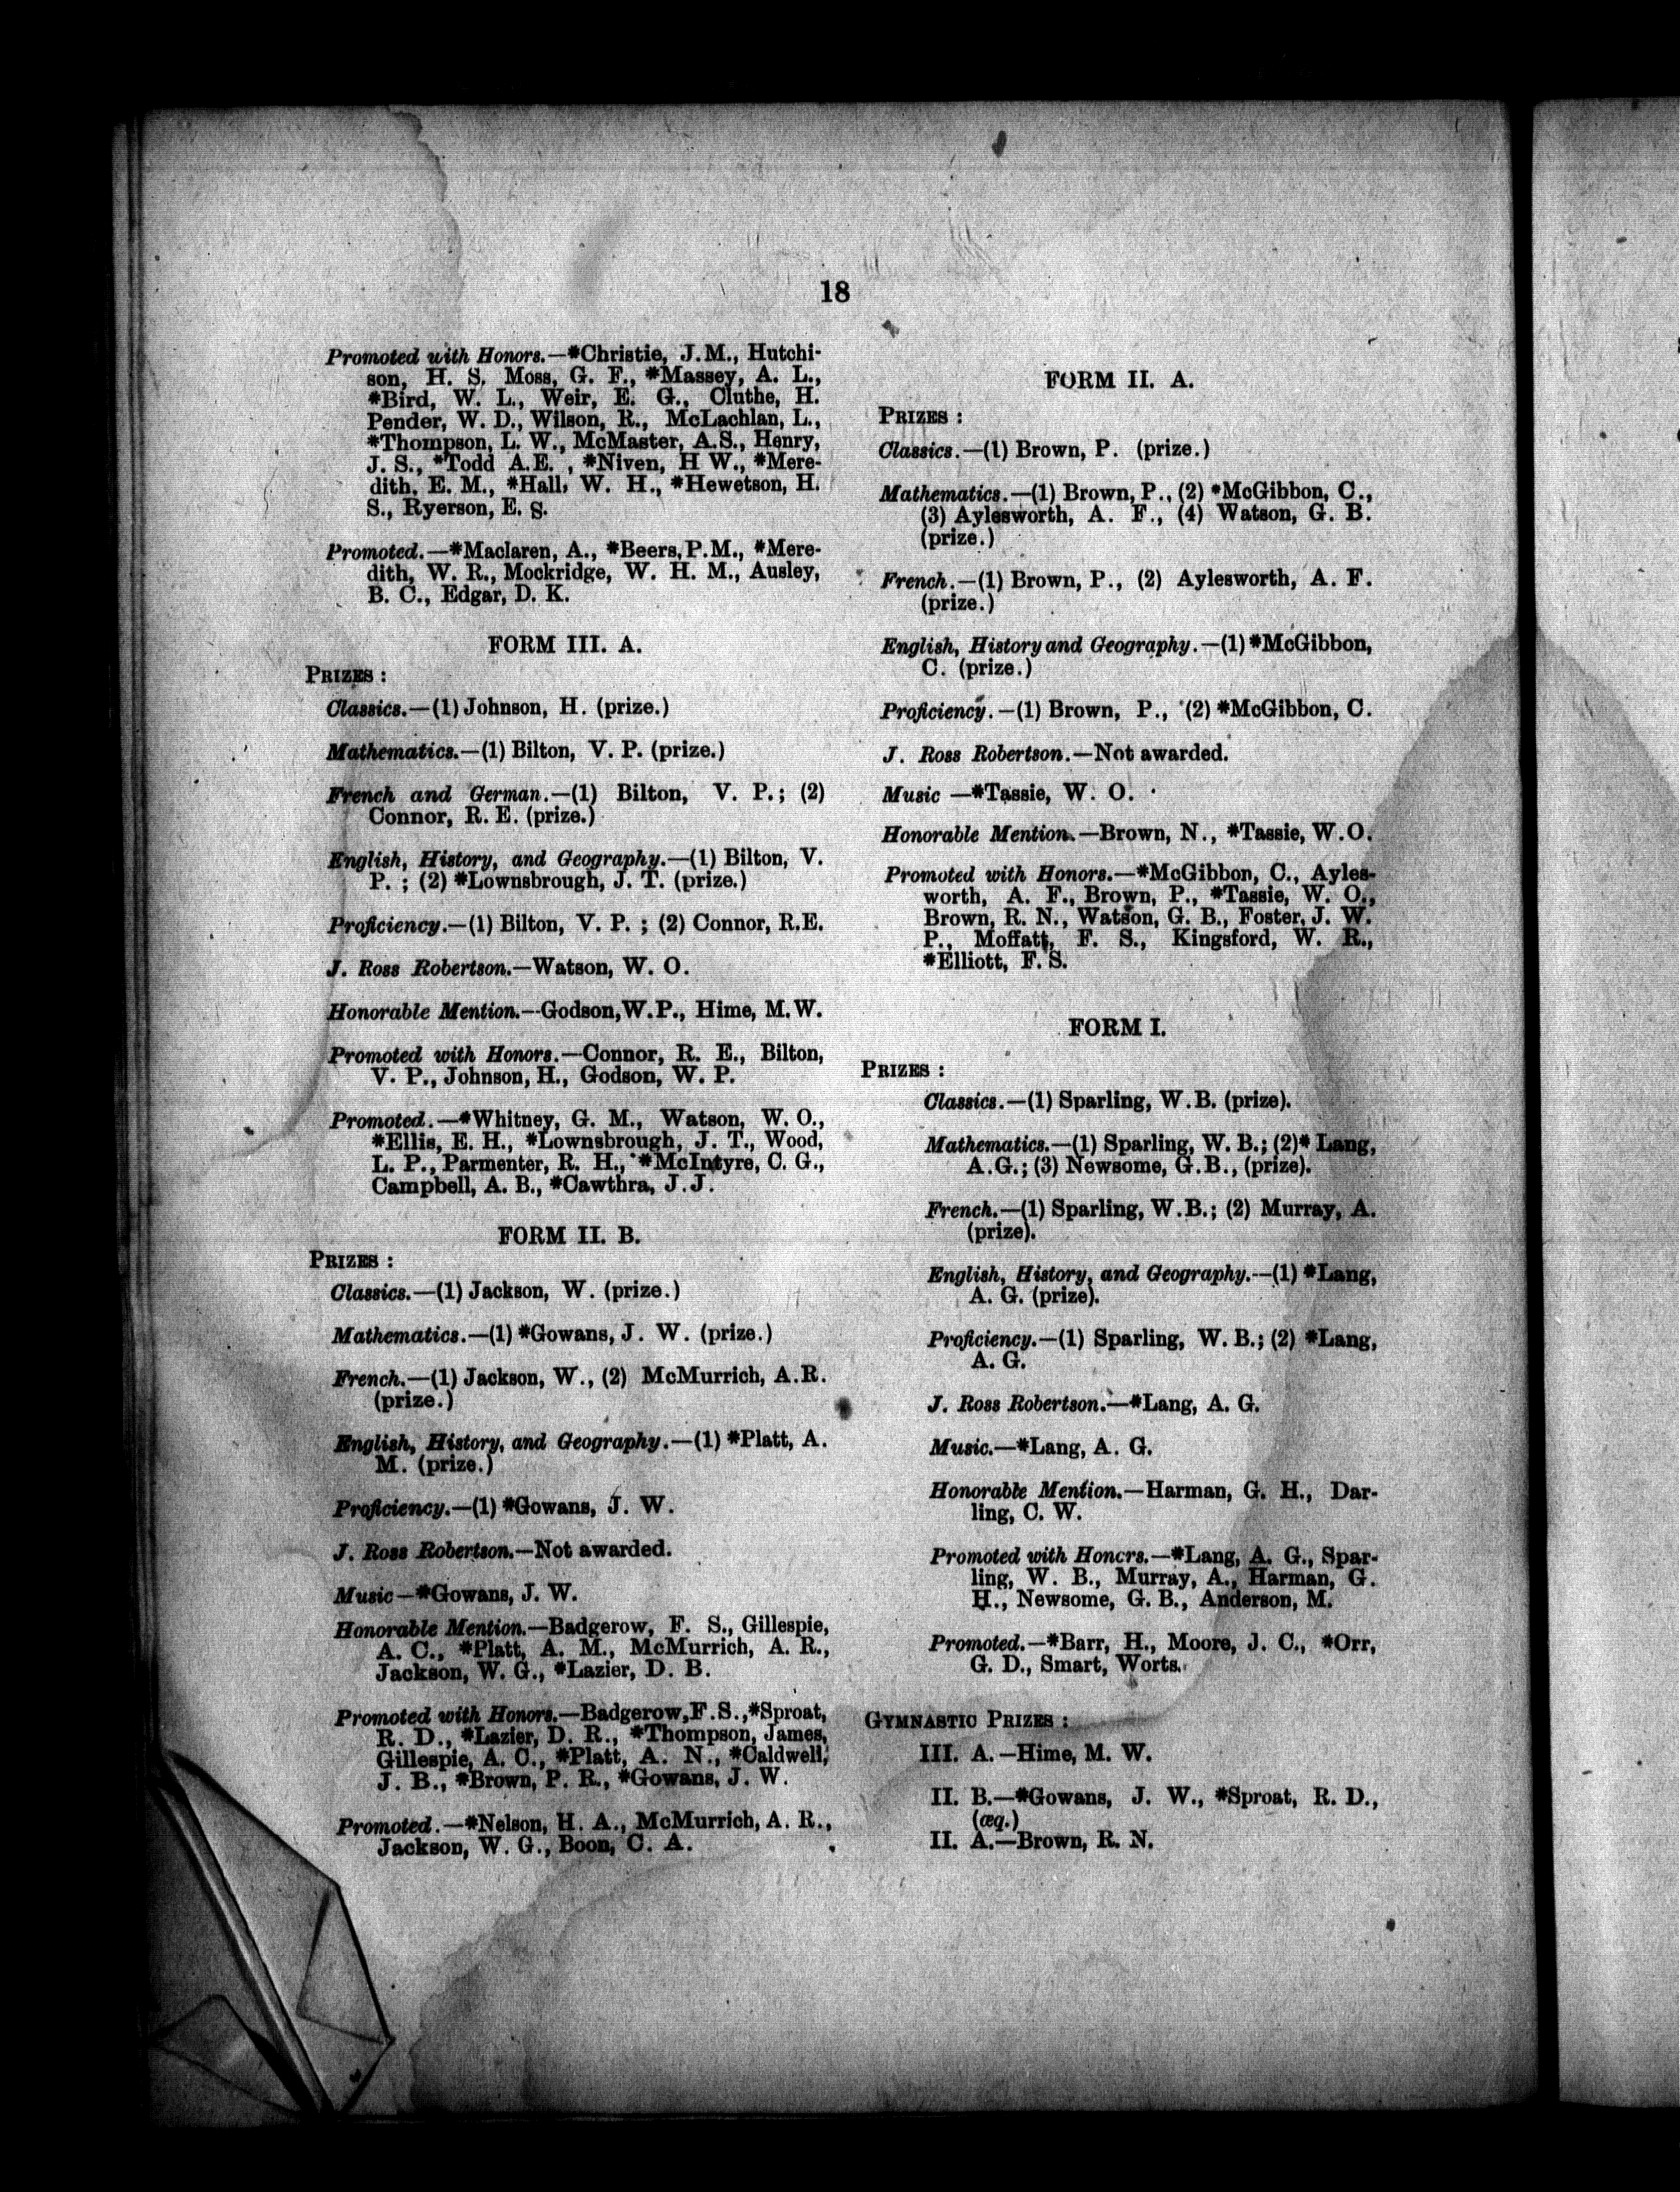 18
Promoted with Honors.—*Christie, J.M., Hutchi-
son, H. S. Moss, G. F., *Massey, A. L.,
*Bird, W. L., Weir, E. G., Cluthe, H.
Pender, W. D., Wilson, R., McLachlan, L.,
*Thompson, L. W., McMaster, A.S., Henry,
J. S., *Todd A.E. , *Niven, H W., *Mere-
dith, E. M., *Hall, W. H., *Hewetson, H.
S., Ryerson, E. S.
Promoted.—*Maclaren, A., *Beers, P.M., *Mere-
dith, W. R., Mockridge, W. H. M., Ausley,
B. C., Edgar, D. K.
FORM III. A.
PRIZES :
Classics.—(1) Johnson, H. (prize.)
Mathematics.—(1) Bilton, V. P. (prize.)
French and German.—(1) Bilton, V. P.; (2)
Connor, R. E. (prize.)
English, History, and Geography.—(1) Bilton, V.
P. ; (2) *Lownsbrough, J. T. (prize.)
Proficiency.—(1) Bilton, V. P. ; (2) Connor, R.E.
J. Ross Robertson.—Watson, W. O.
Honorable Mention.--Godson,W.P., Hime, M.W.
Promoted with Honors.—Connor, R. E., Bilton,
V. P., Johnson, H., Godson, W. P.
Promoted.—*Whitney, G. M., Watson, W. O.,
*Ellis, E. H., *Lownsbrough, J. T., Wood,
L. P., Parmenter, R. H., *McIntyre, C. G.,
Campbell, A. B., *Cawthra, J.J.
FORM II. B.
PRIZES :
Classics.—(1) Jackson, W. (prize.)
Mathematics.—(1) *Gowans, J. W. (prize.)
French.—(1) Jackson, W., (2) McMurrich, A.R.
(prize.)
English, History, and Geography.—(1) *Platt, A.
M. (prize.)
Proficiency.—(1) *Gowans, J. W.
J. Ross Robertson.—Not awarded.
Music—*Gowans, J. W.
Honorable Mention.—Badgerow, F. S., Gillespie,
A. C., *Platt, A. M., McMurrich, A. R.,
Jackson, W. G., *Lazier, D. B.
Promoted with Honors.—Badgerow,F.S.,*Sproat,
R. D., *Lazier, D. R., *Thompson, James,
Gillespie, A. C., *Platt, A. N., *Caldwell,
J. B., *Brown, P. R., *Gowans, J. W.
Promoted.—*Nelson, H. A., McMurrich, A. R.,
Jackson, W. G., Boon, C. A.
FORM II. A.
PRIZES :
Classics.—(1) Brown, P. (prize.)
Mathematics.—(1) Brown, P., (2) *McGibbon, C.,
(3) Aylesworth, A. F., (4) Watson, G. B.
(prize.)
French.—(1) Brown, P., (2) Aylesworth, A. F.
(prize.)
English, History and Geography.—(1) *McGibbon,
C. (prize.)
Proficiency.—(1) Brown, P., (2) *McGibbon, C.
J. Ross Robertson.—Not awarded.
Music —*Tassie, W. O.
Honorable Mention.—Brown, N., *Tassie, W.O.
Promoted with Honors.—*McGibbon, C., Ayles-
worth, A. F., Brown, P., *Tassie, W. O.,
Brown, R. N., Watson, G. B., Foster, J. W.
P., Moffatt, F. S., Kingsford, W. R.,
*Elliott, F. S.
FORM I.
PRIZES :
Classics.—(1) Sparling, W.B. (prize).
Mathematics.—(1) Sparling, W. B.; (2)* Lang,
A.G.; (3) Newsome, G.B., (prize).
French.—(1) Sparling, W.B.; (2) Murray, A.
(prize).
English, History, and Geography.--(1) *Lang,
A. G. (prize).
Proficiency.—(1) Sparling, W. B.; (2) *Lang,
A. G.
J. Ross Robertson.—*Lang, A. G.
Music.—*Lang, A. G.
Honorable Mention.—Harman, G. H., Dar-
ling, C. W.
Promoted with Honcrs.—*Lang, A. G., Spar-
ling, W. B., Murray, A., Harman, G.
H., Newsome, G. B., Anderson, M.
Promoted.—*Barr, H., Moore, J. C., *Orr,
G. D., Smart, Worts.
GYMNASTIC PRIZES :
III. A.—Hime, M. W.
II. B.—*Gowans, J. W., *Sproat, R. D.,
(æq.)
II. A.—Brown, R. N.